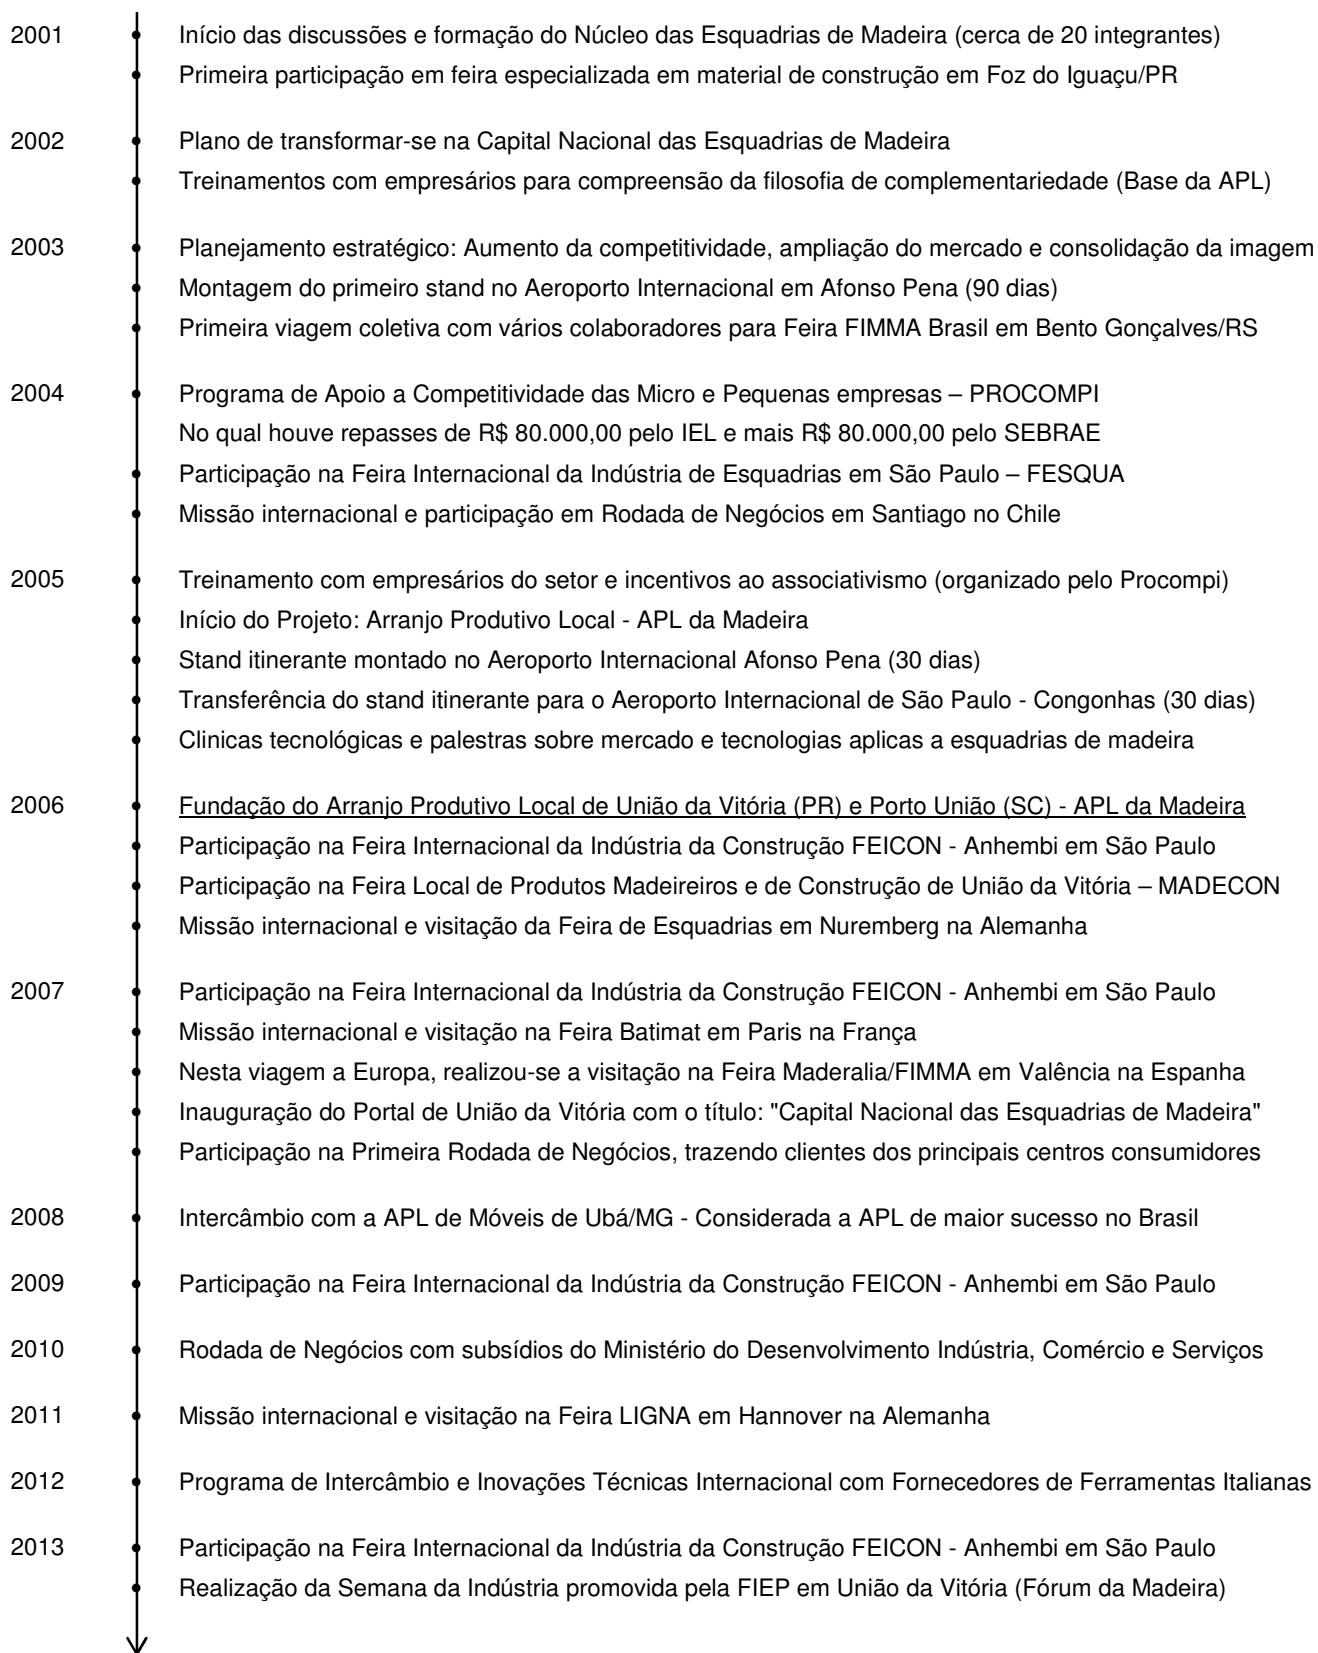 2001 Início das discussões e formação do Núcleo das Esquadrias de Madeira (cerca de 20 integrantes)
Primeira participação em feira especializada em material de construção em Foz do Iguaçu/PR
2002 Plano de transformar-se na Capital Nacional das Esquadrias de Madeira
Treinamentos com empresários para compreensão da filosofia de complementariedade (Base da APL)
2003 Planejamento estratégico: Aumento da competitividade, ampliação do mercado e consolidação da imagem
Montagem do primeiro stand no Aeroporto Internacional em Afonso Pena (90 dias)
Primeira viagem coletiva com vários colaboradores para Feira FIMMA Brasil em Bento Gonçalves/RS
2004 Programa de Apoio a Competitividade das Micro e Pequenas empresas – PROCOMPI
No qual houve repasses de R$ 80.000,00 pelo IEL e mais R$ 80.000,00 pelo SEBRAE
Participação na Feira Internacional da Indústria de Esquadrias em São Paulo – FESQUA
Missão internacional e participação em Rodada de Negócios em Santiago no Chile
2005 Treinamento com empresários do setor e incentivos ao associativismo (organizado pelo Procompi)
Início do Projeto: Arranjo Produtivo Local - APL da Madeira
Stand itinerante montado no Aeroporto Internacional Afonso Pena (30 dias)
Transferência do stand itinerante para o Aeroporto Internacional de São Paulo - Congonhas (30 dias)
Clinicas tecnológicas e palestras sobre mercado e tecnologias aplicas a esquadrias de madeira
2006 Fundação do Arranjo Produtivo Local de União da Vitória (PR) e Porto União (SC) - APL da Madeira
Participação na Feira Internacional da Indústria da Construção FEICON - Anhembi em São Paulo
Participação na Feira Local de Produtos Madeireiros e de Construção de União da Vitória – MADECON
Missão internacional e visitação da Feira de Esquadrias em Nuremberg na Alemanha
2007 Participação na Feira Internacional da Indústria da Construção FEICON - Anhembi em São Paulo
Missão internacional e visitação na Feira Batimat em Paris na França
Nesta viagem a Europa, realizou-se a visitação na Feira Maderalia/FIMMA em Valência na Espanha
Inauguração do Portal de União da Vitória com o título: "Capital Nacional das Esquadrias de Madeira"
Participação na Primeira Rodada de Negócios, trazendo clientes dos principais centros consumidores
2008 Intercâmbio com a APL de Móveis de Ubá/MG - Considerada a APL de maior sucesso no Brasil
2009 Participação na Feira Internacional da Indústria da Construção FEICON - Anhembi em São Paulo
2010 Rodada de Negócios com subsídios do Ministério do Desenvolvimento Indústria, Comércio e Serviços
2011 Missão internacional e visitação na Feira LIGNA em Hannover na Alemanha
2012 Programa de Intercâmbio e Inovações Técnicas Internacional com Fornecedores de Ferramentas Italianas
2013 Participação na Feira Internacional da Indústria da Construção FEICON - Anhembi em São Paulo
Realização da Semana da Indústria promovida pela FIEP em União da Vitória (Fórum da Madeira)